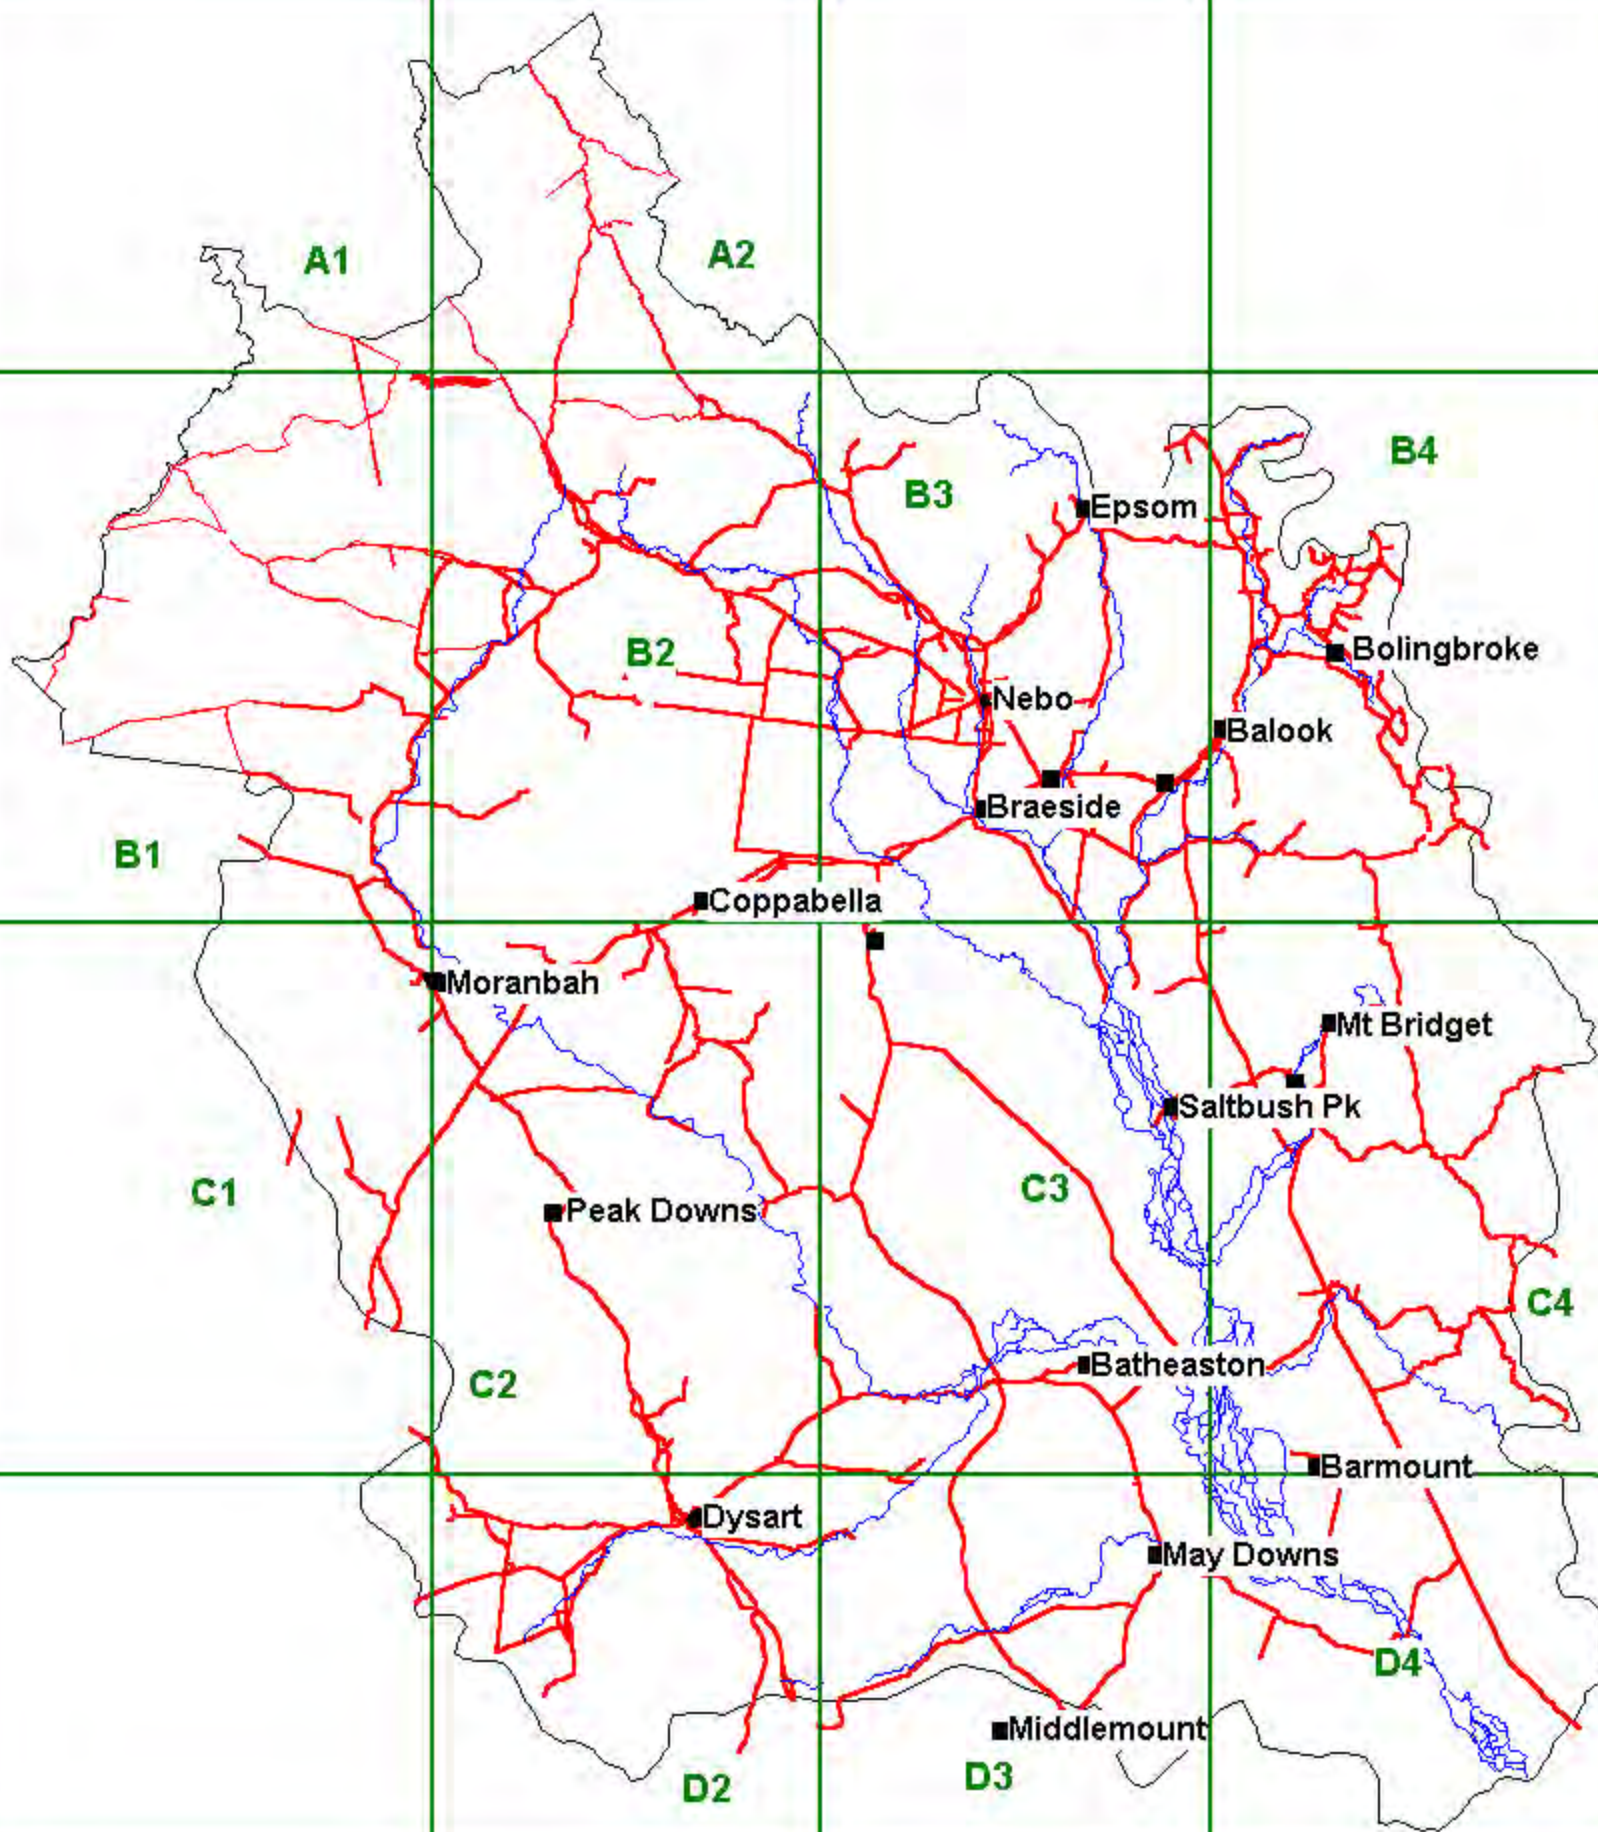 A1
A2
B4
B3
Epsom
B2
Bolingbroke
Nebo
Balook
Braeside
B1
Coppabella
Moranbah
Mt Bridget
Saltbush Pk
C1
C3
Peak Downs
C4
Batheaston
C2
Barmount
Dysart
May Downs
D4
Middlemount
D3
D2